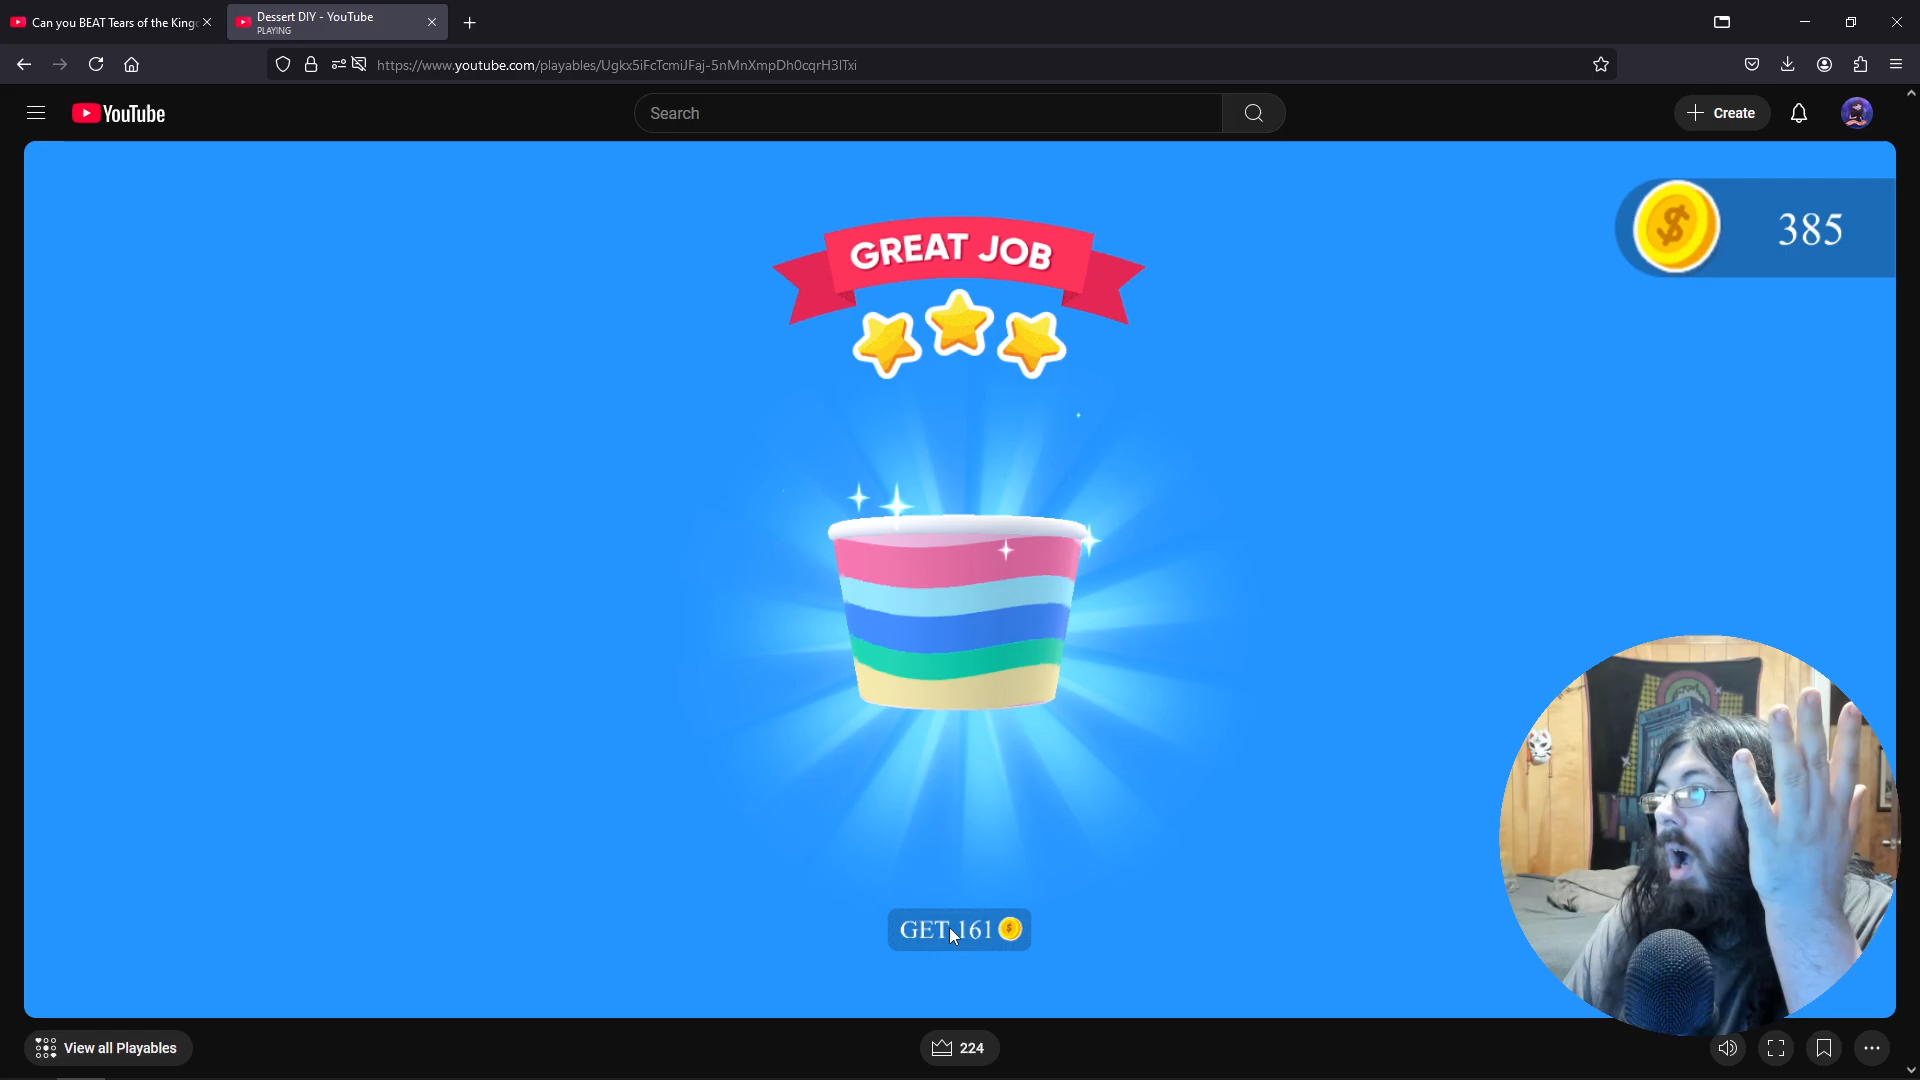 Can you BEAT Tears of the King
Dessert DIY - YouTube
PLAYING
https://www.youtube.com/playables/Ugkx5iFcTcmiJFaj-5nMnXmpDh0cqrH3lTxi
YouTube
Search
Create
385
GREAT JOB
GET 161
View all Playables
224